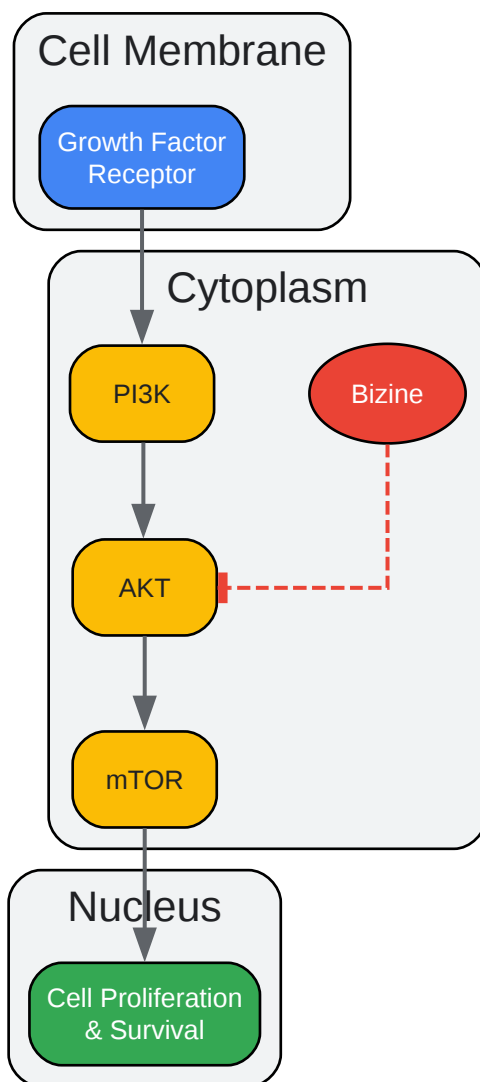 Cell Membrane
Growth Factor
Receptor
Cytoplasm
PI3K
Bizine
AKT
mTOR
Nucleus
Cell Proliferation
& Survival